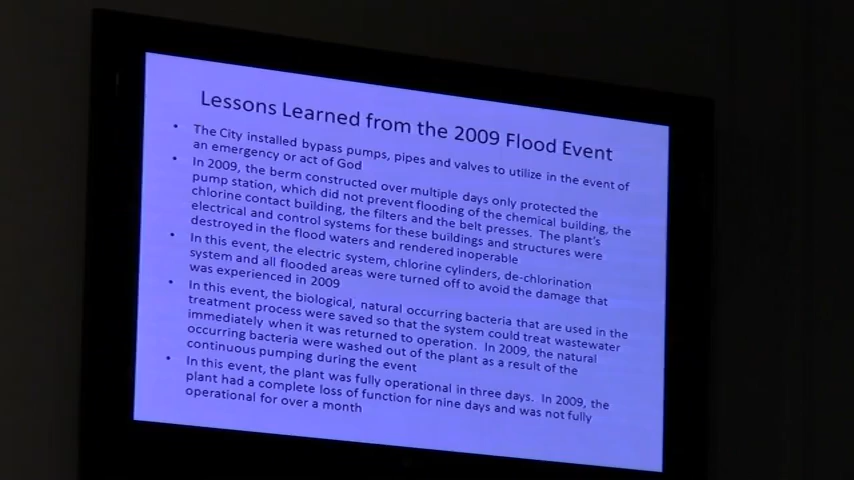 Lessons Learned from the 2009 Flood Event
• The City installed bypass pumps, pipes and valves to utilize in the event of
an emergency or act of God
• In 2009, the berm constructed over multiple days only protected the
pump station, which did not prevent flooding of the chemical building, the
chlorine contact building, the filters and the belt presses. The plant's
electrical and control systems for these buildings and structures were
destroyed in the flood waters and rendered inoperable
• In this event, the electric system, chlorine cylinders, de-chlorination
system and all flooded areas were turned off to avoid the damage that
was experienced in 2009
• In this event, the biological, natural occurring bacteria that are used in the
treatment process were saved so that the system could treat wastewater
immediately when it was returned to operation. In 2009, the natural
occurring bacteria were washed out of the plant as a result of the
continuous pumping during the event
• In this event, the plant was fully operational in three days. In 2009, the
plant had a complete loss of function for nine days and was not fully
operational for over a month